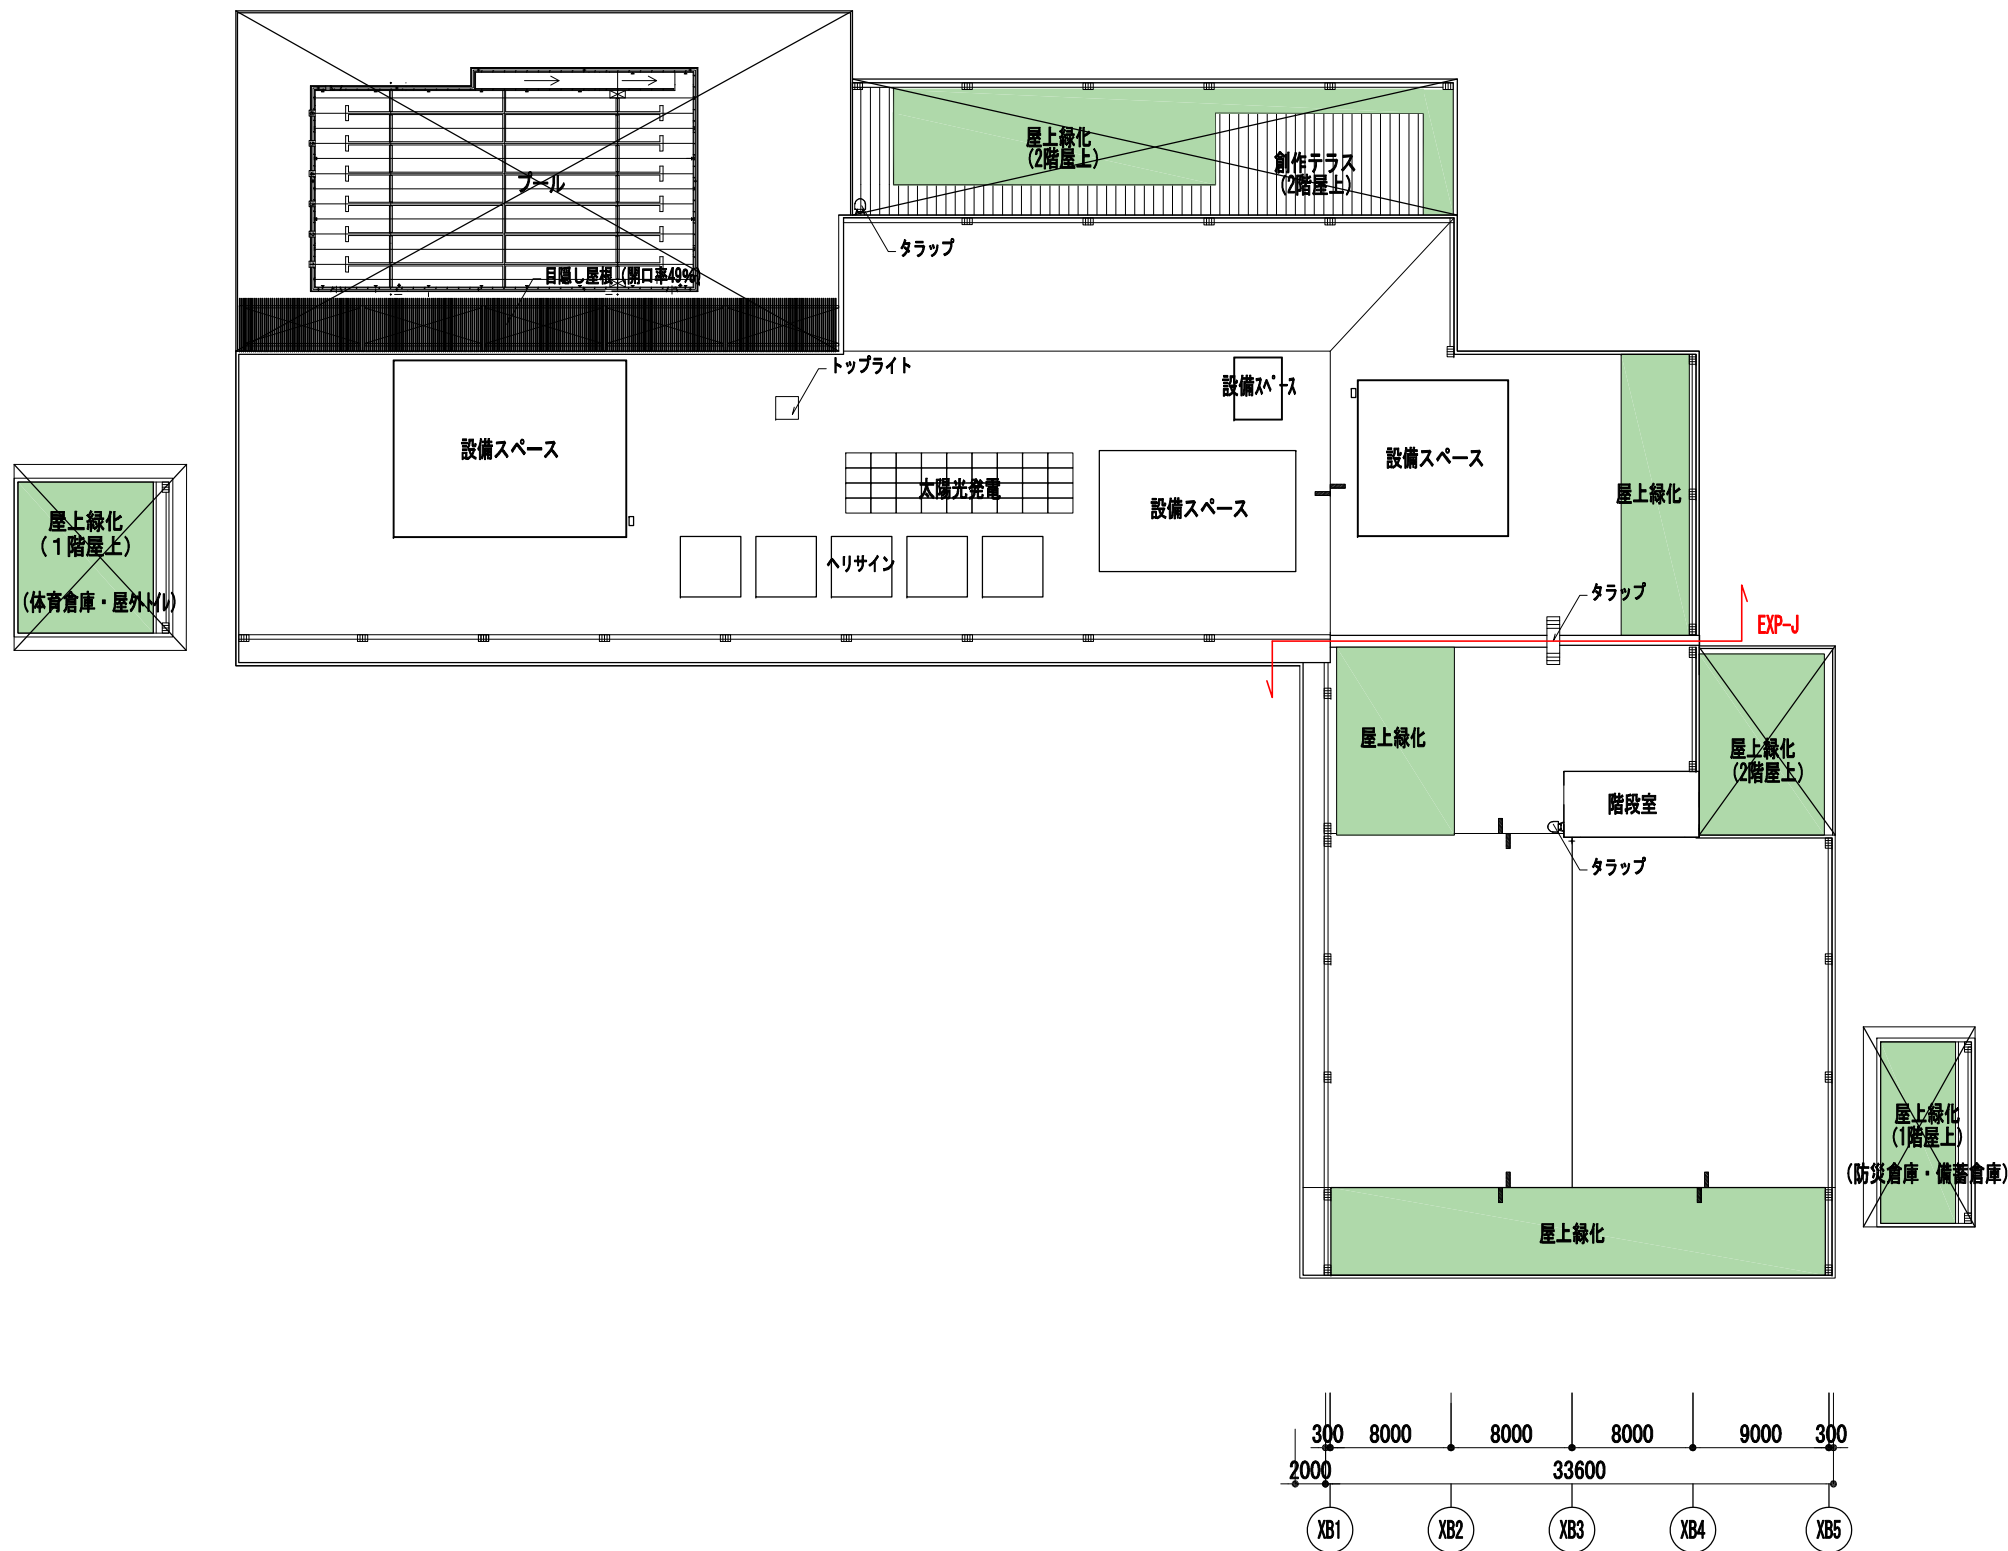 屋上緑化
(2階屋上)
創作テラス
(2階屋上)
プール
タラップ
目隠し屋根 (開口率49%)
トップライト
設備スペース
設備スペース
設備スペース
屋上緑化
太陽光発電
設備スペース
屋上緑化
(1階屋上)
(体育倉庫・屋外トイレ)
ヘリサイン
タラップ
EXP-J
屋上緑化
屋上緑化
(2階屋上)
階段室
タラップ
屋上緑化
(1階屋上)
(防災倉庫・備蓄倉庫)
屋上緑化
300 8000 8000 8000 9000 300
2000 33600
XB1 XB2 XB3 XB4 XB5